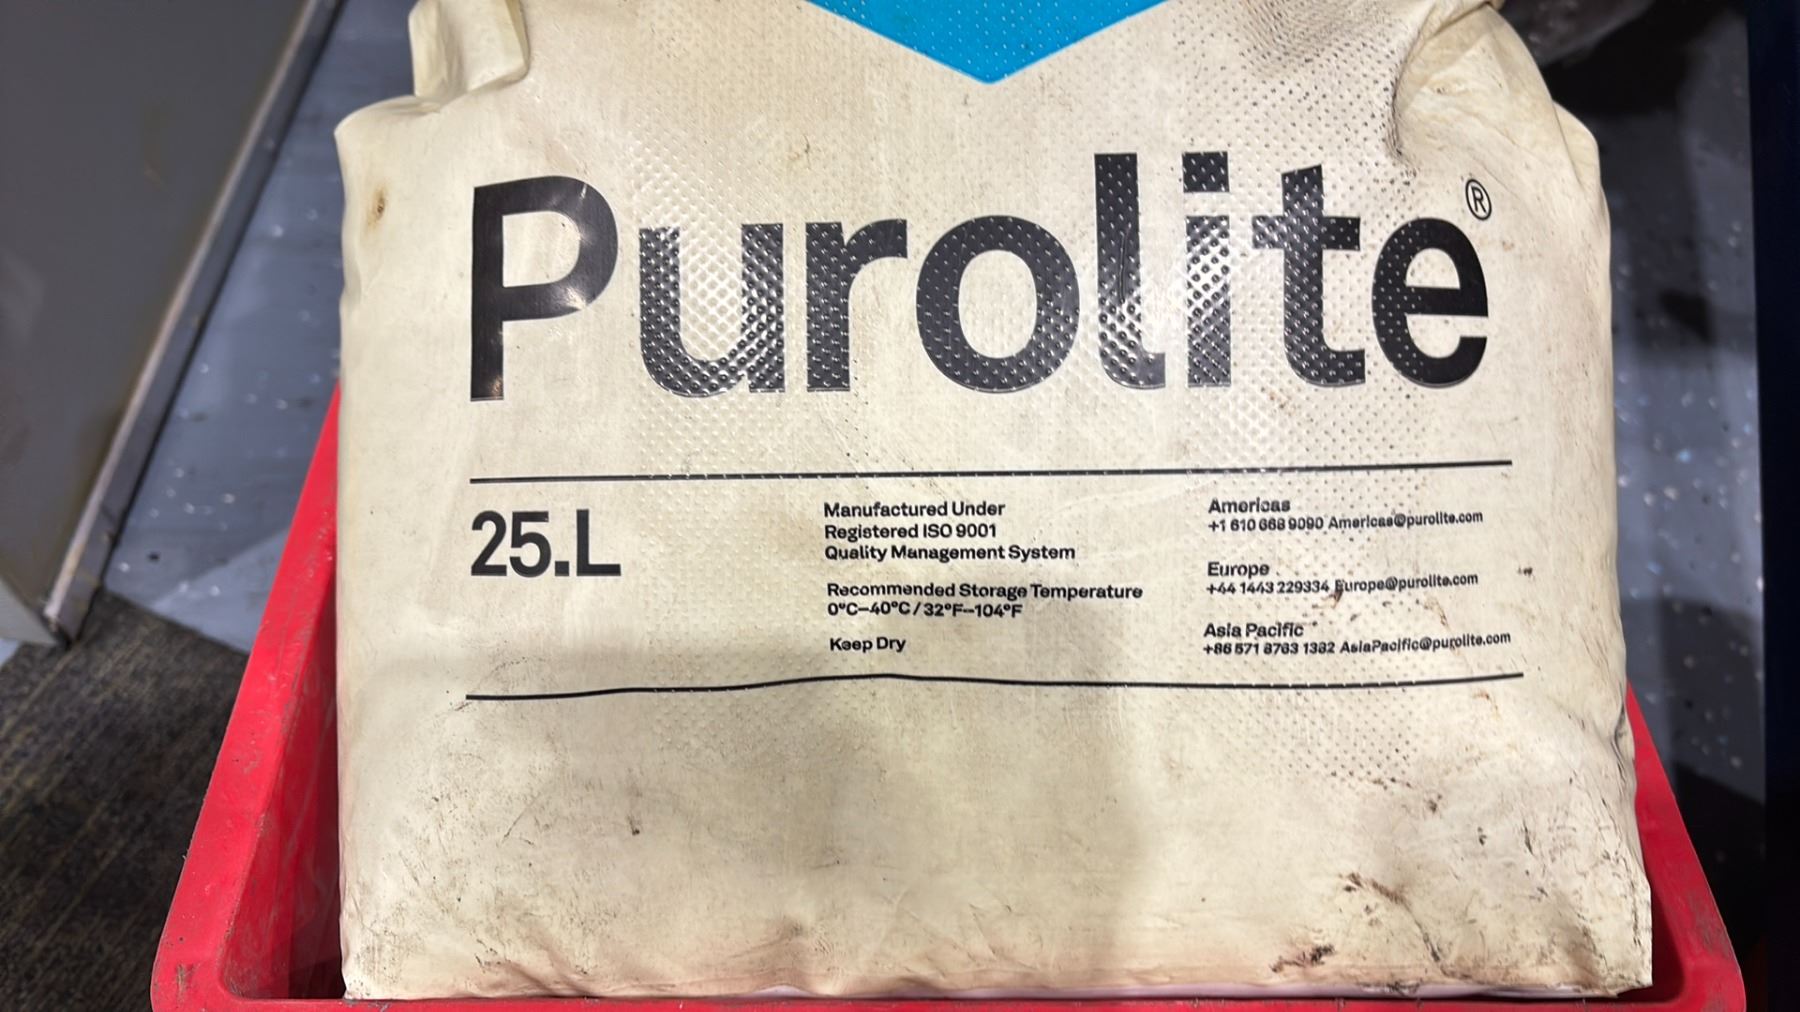 Purolite®
25.L
Manufactured Under
Registered ISO 9001
Quality Management System
Recommended Storage Temperature
0°C–40°C / 32°F–104°F
Keep Dry
Americas
+1 610 668 9090 Americas@purolite.com
Europe
+44 1443 229334 Europe@purolite.com
Asia Pacific
+86 571 8763 1382 AsiaPacific@purolite.com